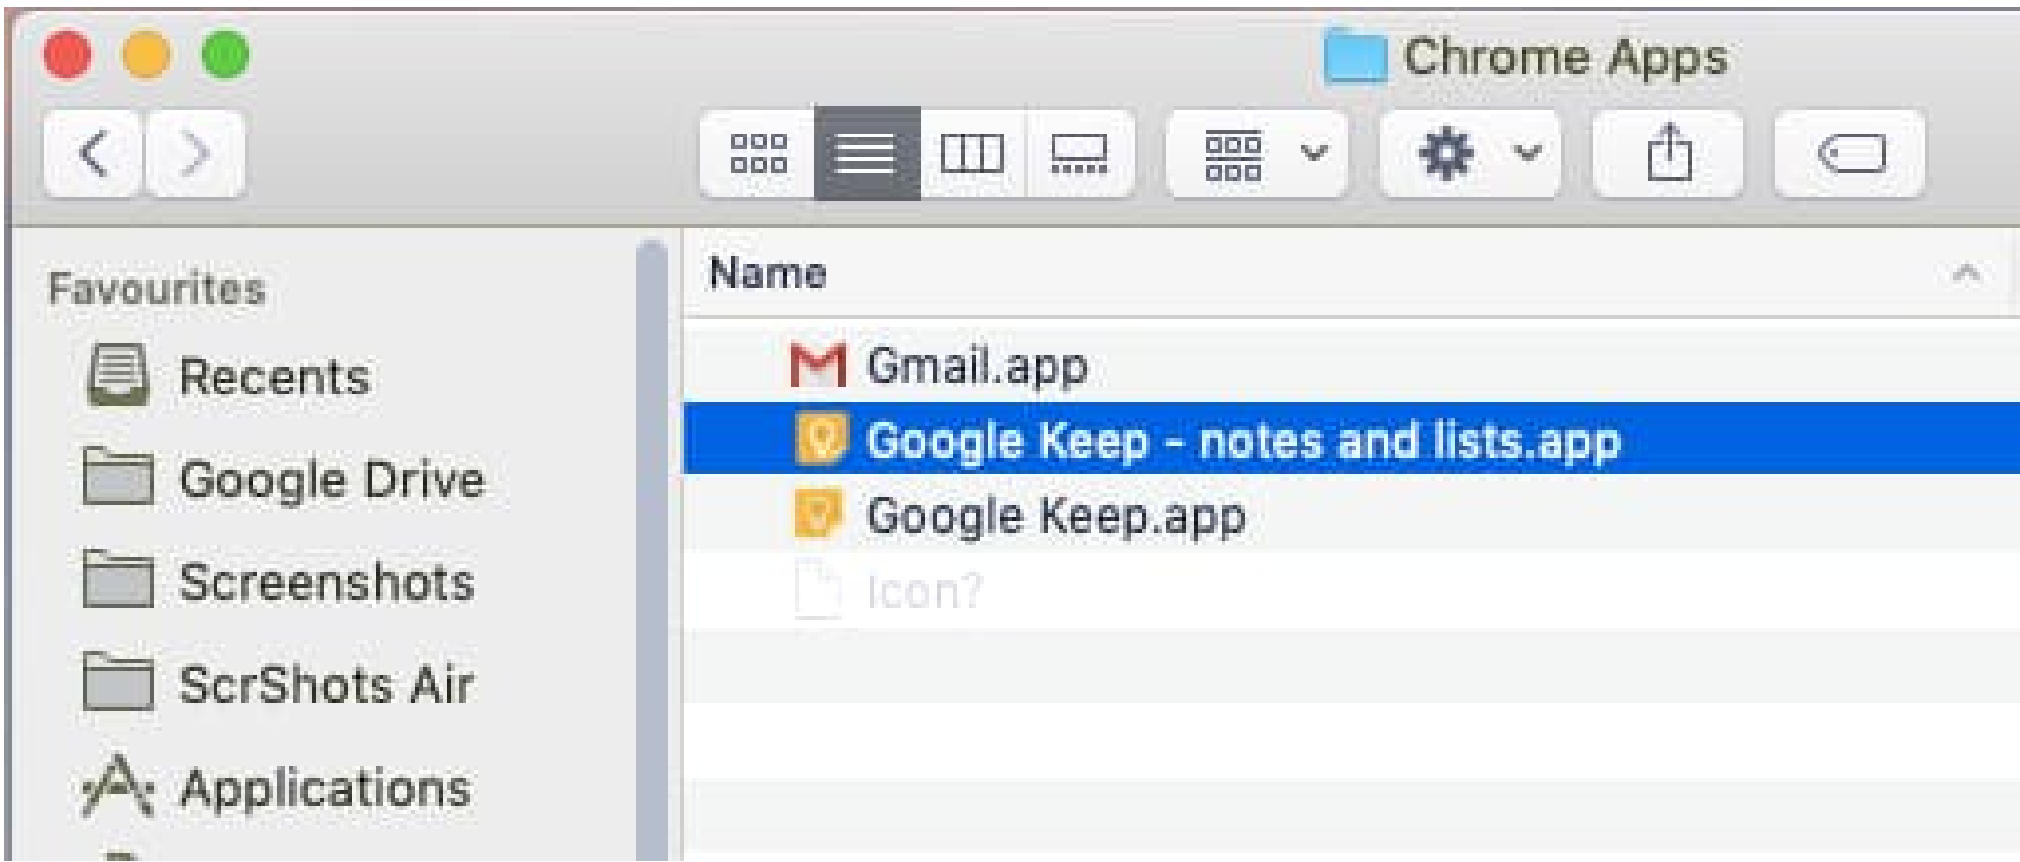 Chrome Apps
Favourites
Recents
Google Drive
Screenshots
ScrShots Air
Applications
Name
Gmail.app
Google Keep - notes and lists.app
Google Keep.app
Icon?